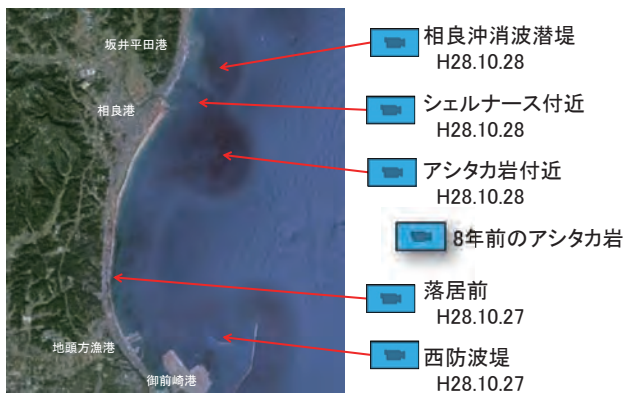 坂井平田港
相良港
地頭方漁港
御前崎港
相良沖消波潜堤
H28.10.28
シェルナース付近
H28.10.28
アシタカ岩付近
H28.10.28
8年前のアシタカ岩
落居前
H28.10.27
西防波堤
H28.10.27